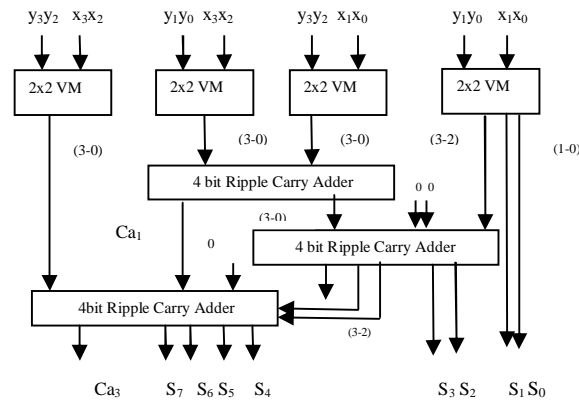 y3y2 x3x2 y1y0 x3x2 y3y2 x1x0 y1y0 x1x0
2x2 VM 2x2 VM 2x2 VM 2x2 VM
(3-0) (3-0) (3-0) (3-2) (1-0)
4 bit Ripple Carry Adder
0 0
(3-0)
Ca1 0
4 bit Ripple Carry Adder
4bit Ripple Carry Adder
(3-2)
Ca3 S7 S6 S5 S4 S3 S2 S1 S0